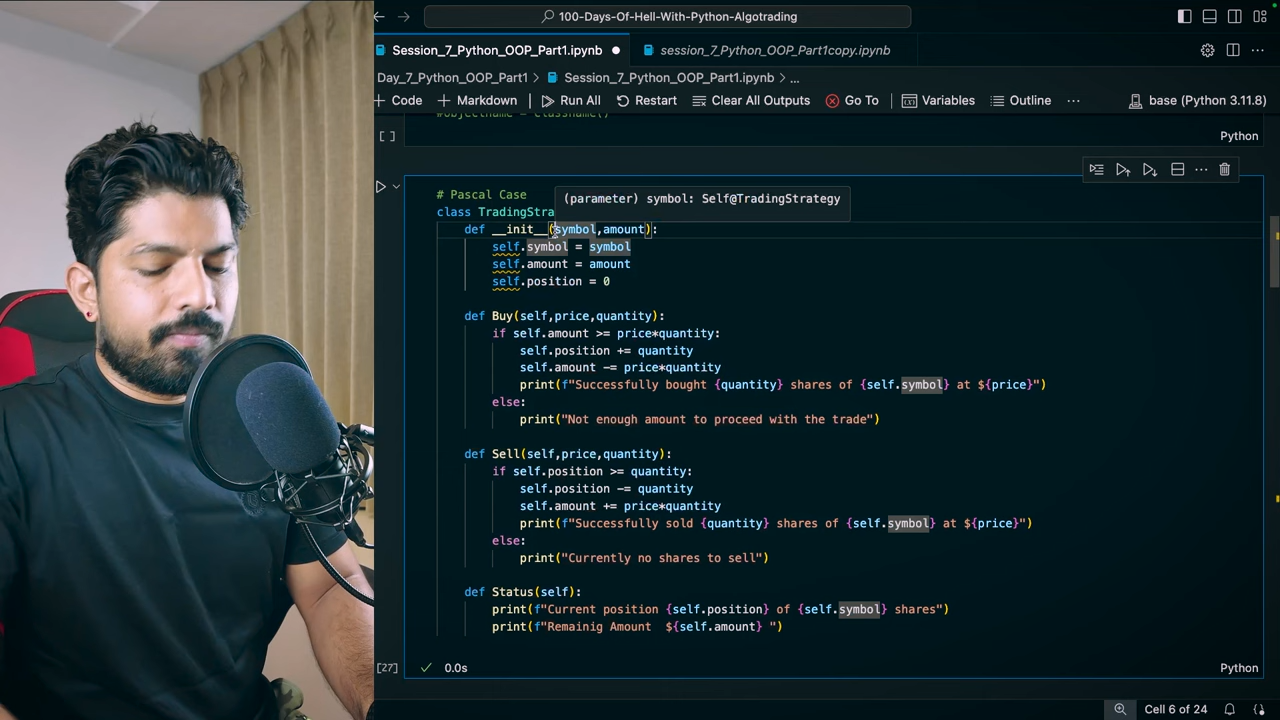 100-Days-Of-Hell-With-Python-Algotrading
Session_7_Python_OOP_Part1.ipynb
session_7_Python_OOP_Part1copy.ipynb
Day_7_Python_OOP_Part1 > Session_7_Python_OOP_Part1.ipynb > ...
+ Code + Markdown Run All Restart Clear All Outputs Go To Variables Outline ... base (Python 3.11.8)
#objectname = classname()
[ ] Python
# Pascal Case
(parameter) symbol: Self@TradingStrategy
class TradingStra
def __init__(symbol,amount):
self.symbol = symbol
self.amount = amount
self.position = 0
def Buy(self,price,quantity):
if self.amount >= price*quantity:
self.position += quantity
self.amount -= price*quantity
print(f"Successfully bought {quantity} shares of {self.symbol} at ${price}")
else:
print("Not enough amount to proceed with the trade")
def Sell(self,price,quantity):
if self.position >= quantity:
self.position -= quantity
self.amount += price*quantity
print(f"Successfully sold {quantity} shares of {self.symbol} at ${price}")
else:
print("Currently no shares to sell")
def Status(self):
print(f"Current position {self.position} of {self.symbol} shares")
print(f"Remainig Amount  ${self.amount} ")
[27] 0.0s Python
Cell 6 of 24